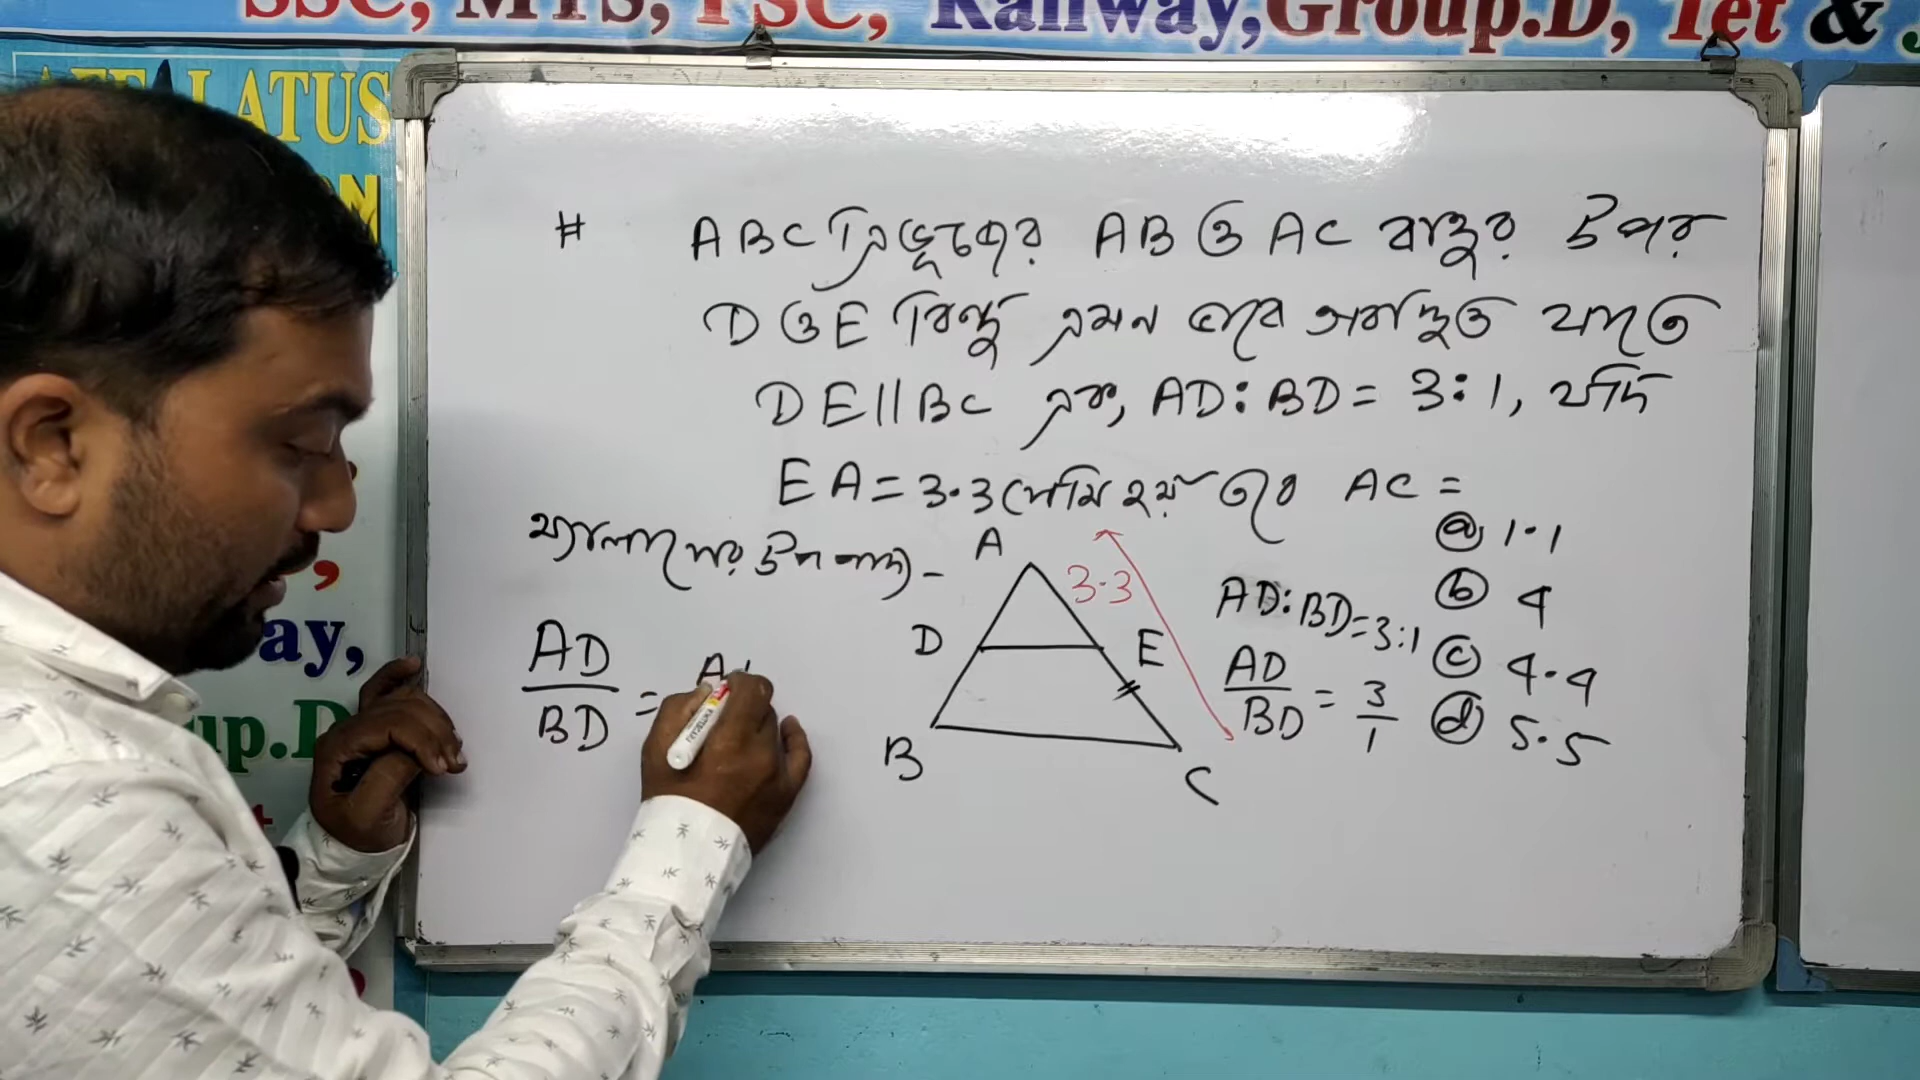 SSC, MTS, PSC, Railway, Group.D, Tet &
LATUS
ay,
up.D
# ABC ত্রিভুজের AB ও AC বাহুর উপর
D ও E বিন্দু এমন ভাবে অবস্থিত যাতে
DE||BC এবং, AD:BD = 3:1, যদি
EA = 3.3 সেমি হয় তবে AC =
থ্যালাসের উপপাদ্য -
AD/BD =
A
D
E
B
C
3.3
AD:BD=3:1
AD/BD = 3/1
ⓐ 1.1
ⓑ 4
ⓒ 4.4
ⓓ 5.5